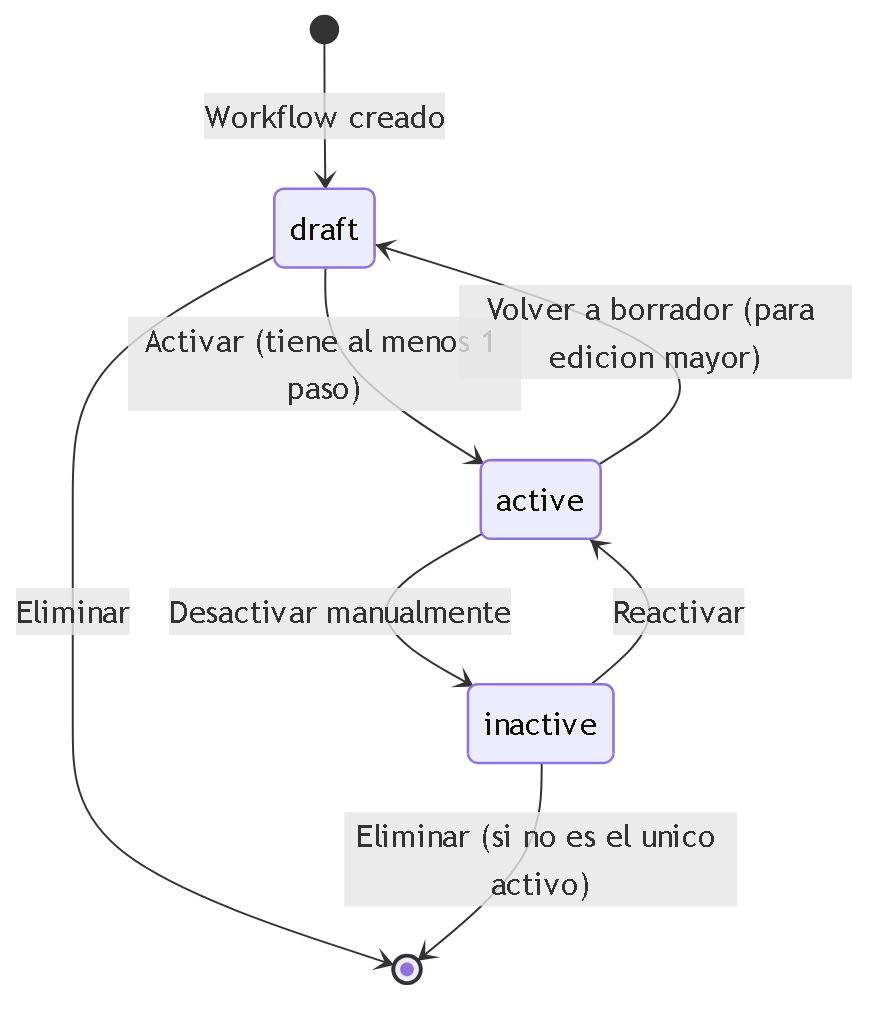 Workflow creado
draft
Volver a borrador (para
edicion mayor)
Activar (tiene al menos 1
paso)
active
Eliminar
Desactivar manualmente
Reactivar
inactive
Eliminar (si no es el unico
activo)